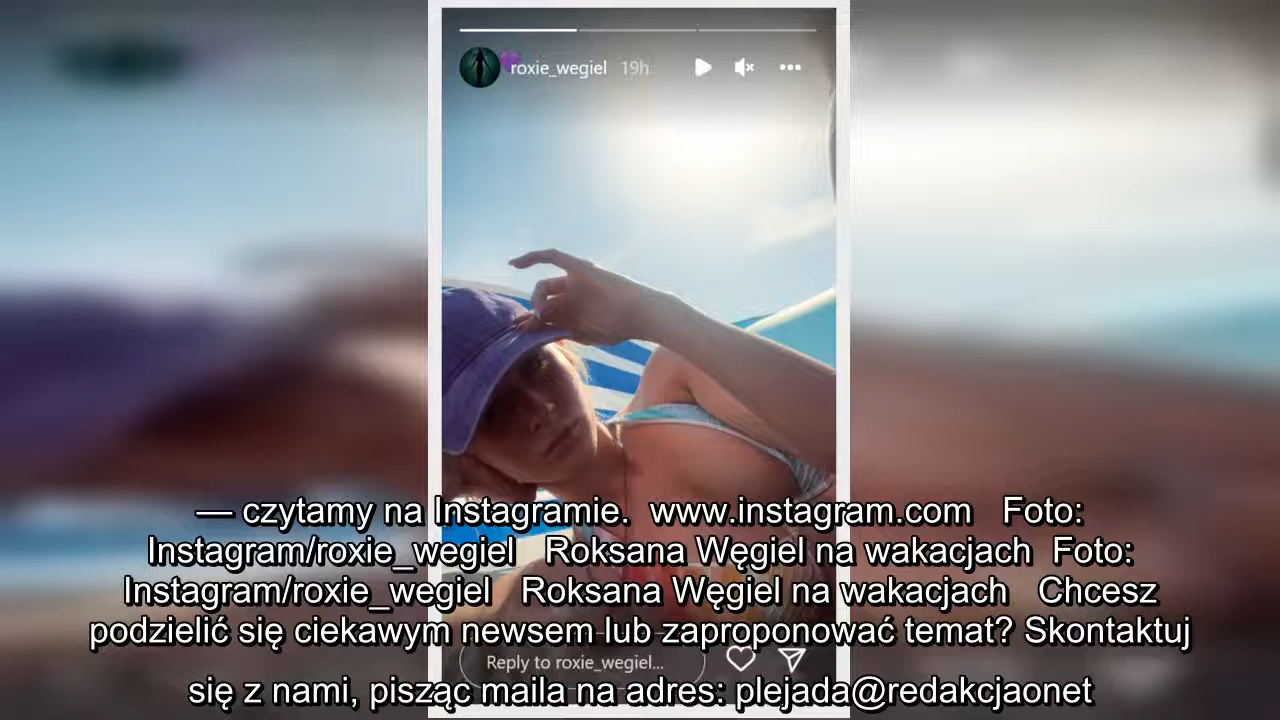 roxie_wegiel 19h
— czytamy na Instagramie. www.instagram.com Foto:
Instagram/roxie_wegiel Roksana Węgiel na wakacjach Foto:
Instagram/roxie_wegiel Roksana Węgiel na wakacjach Chcesz
podzielić się ciekawym newsem lub zaproponować temat? Skontaktuj
Reply to roxie_wegiel...
się z nami, pisząc maila na adres: plejada@redakcjaonet